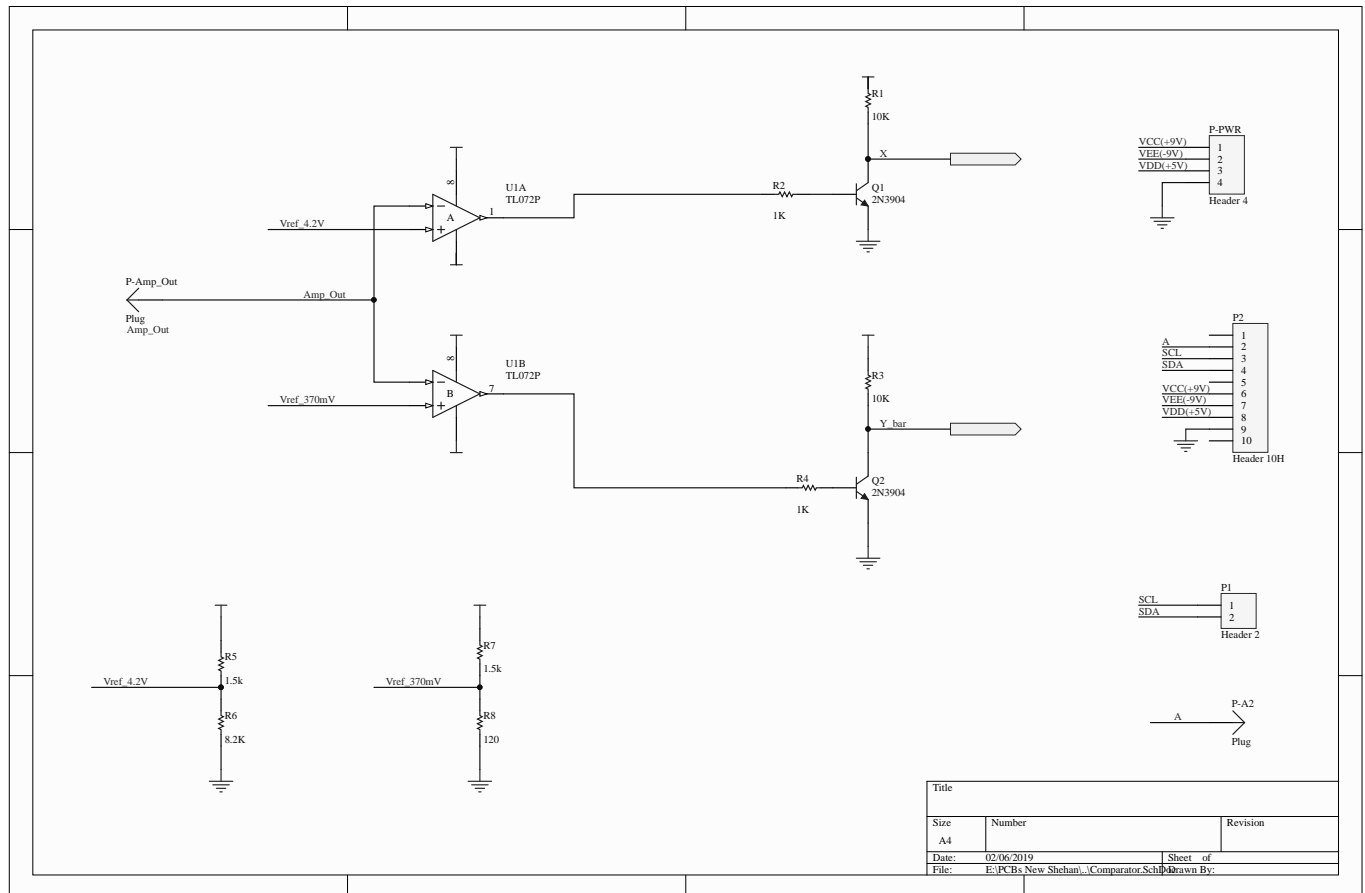 R1
10K
X
R2
1K
Q1
2N3904
P-PWR
VCC(+9V)
VEE(-9V)
VDD(+5V)
1
2
3
4
Header 4
8
U1A
TL072P
A
1
Vref_4.2V
P-Amp_Out
Amp_Out
Plug
Amp_Out
8
U1B
TL072P
B
7
Vref_370mV
R3
10K
Y_bar
R4
1K
Q2
2N3904
P2
A
SCL
SDA
VCC(+9V)
VEE(-9V)
VDD(+5V)
1
2
3
4
5
6
7
8
9
10
Header 10H
P1
SCL
SDA
1
2
Header 2
R5
1.5k
Vref_4.2V
R6
8.2K
R7
1.5k
Vref_370mV
R8
120
P-A2
A
Plug
Title
Size
Number
Revision
A4
Date:
02/06/2019
Sheet of
File:
E:\PCBs New Shehan\..\Comparator.SchDoc
Drawn By: